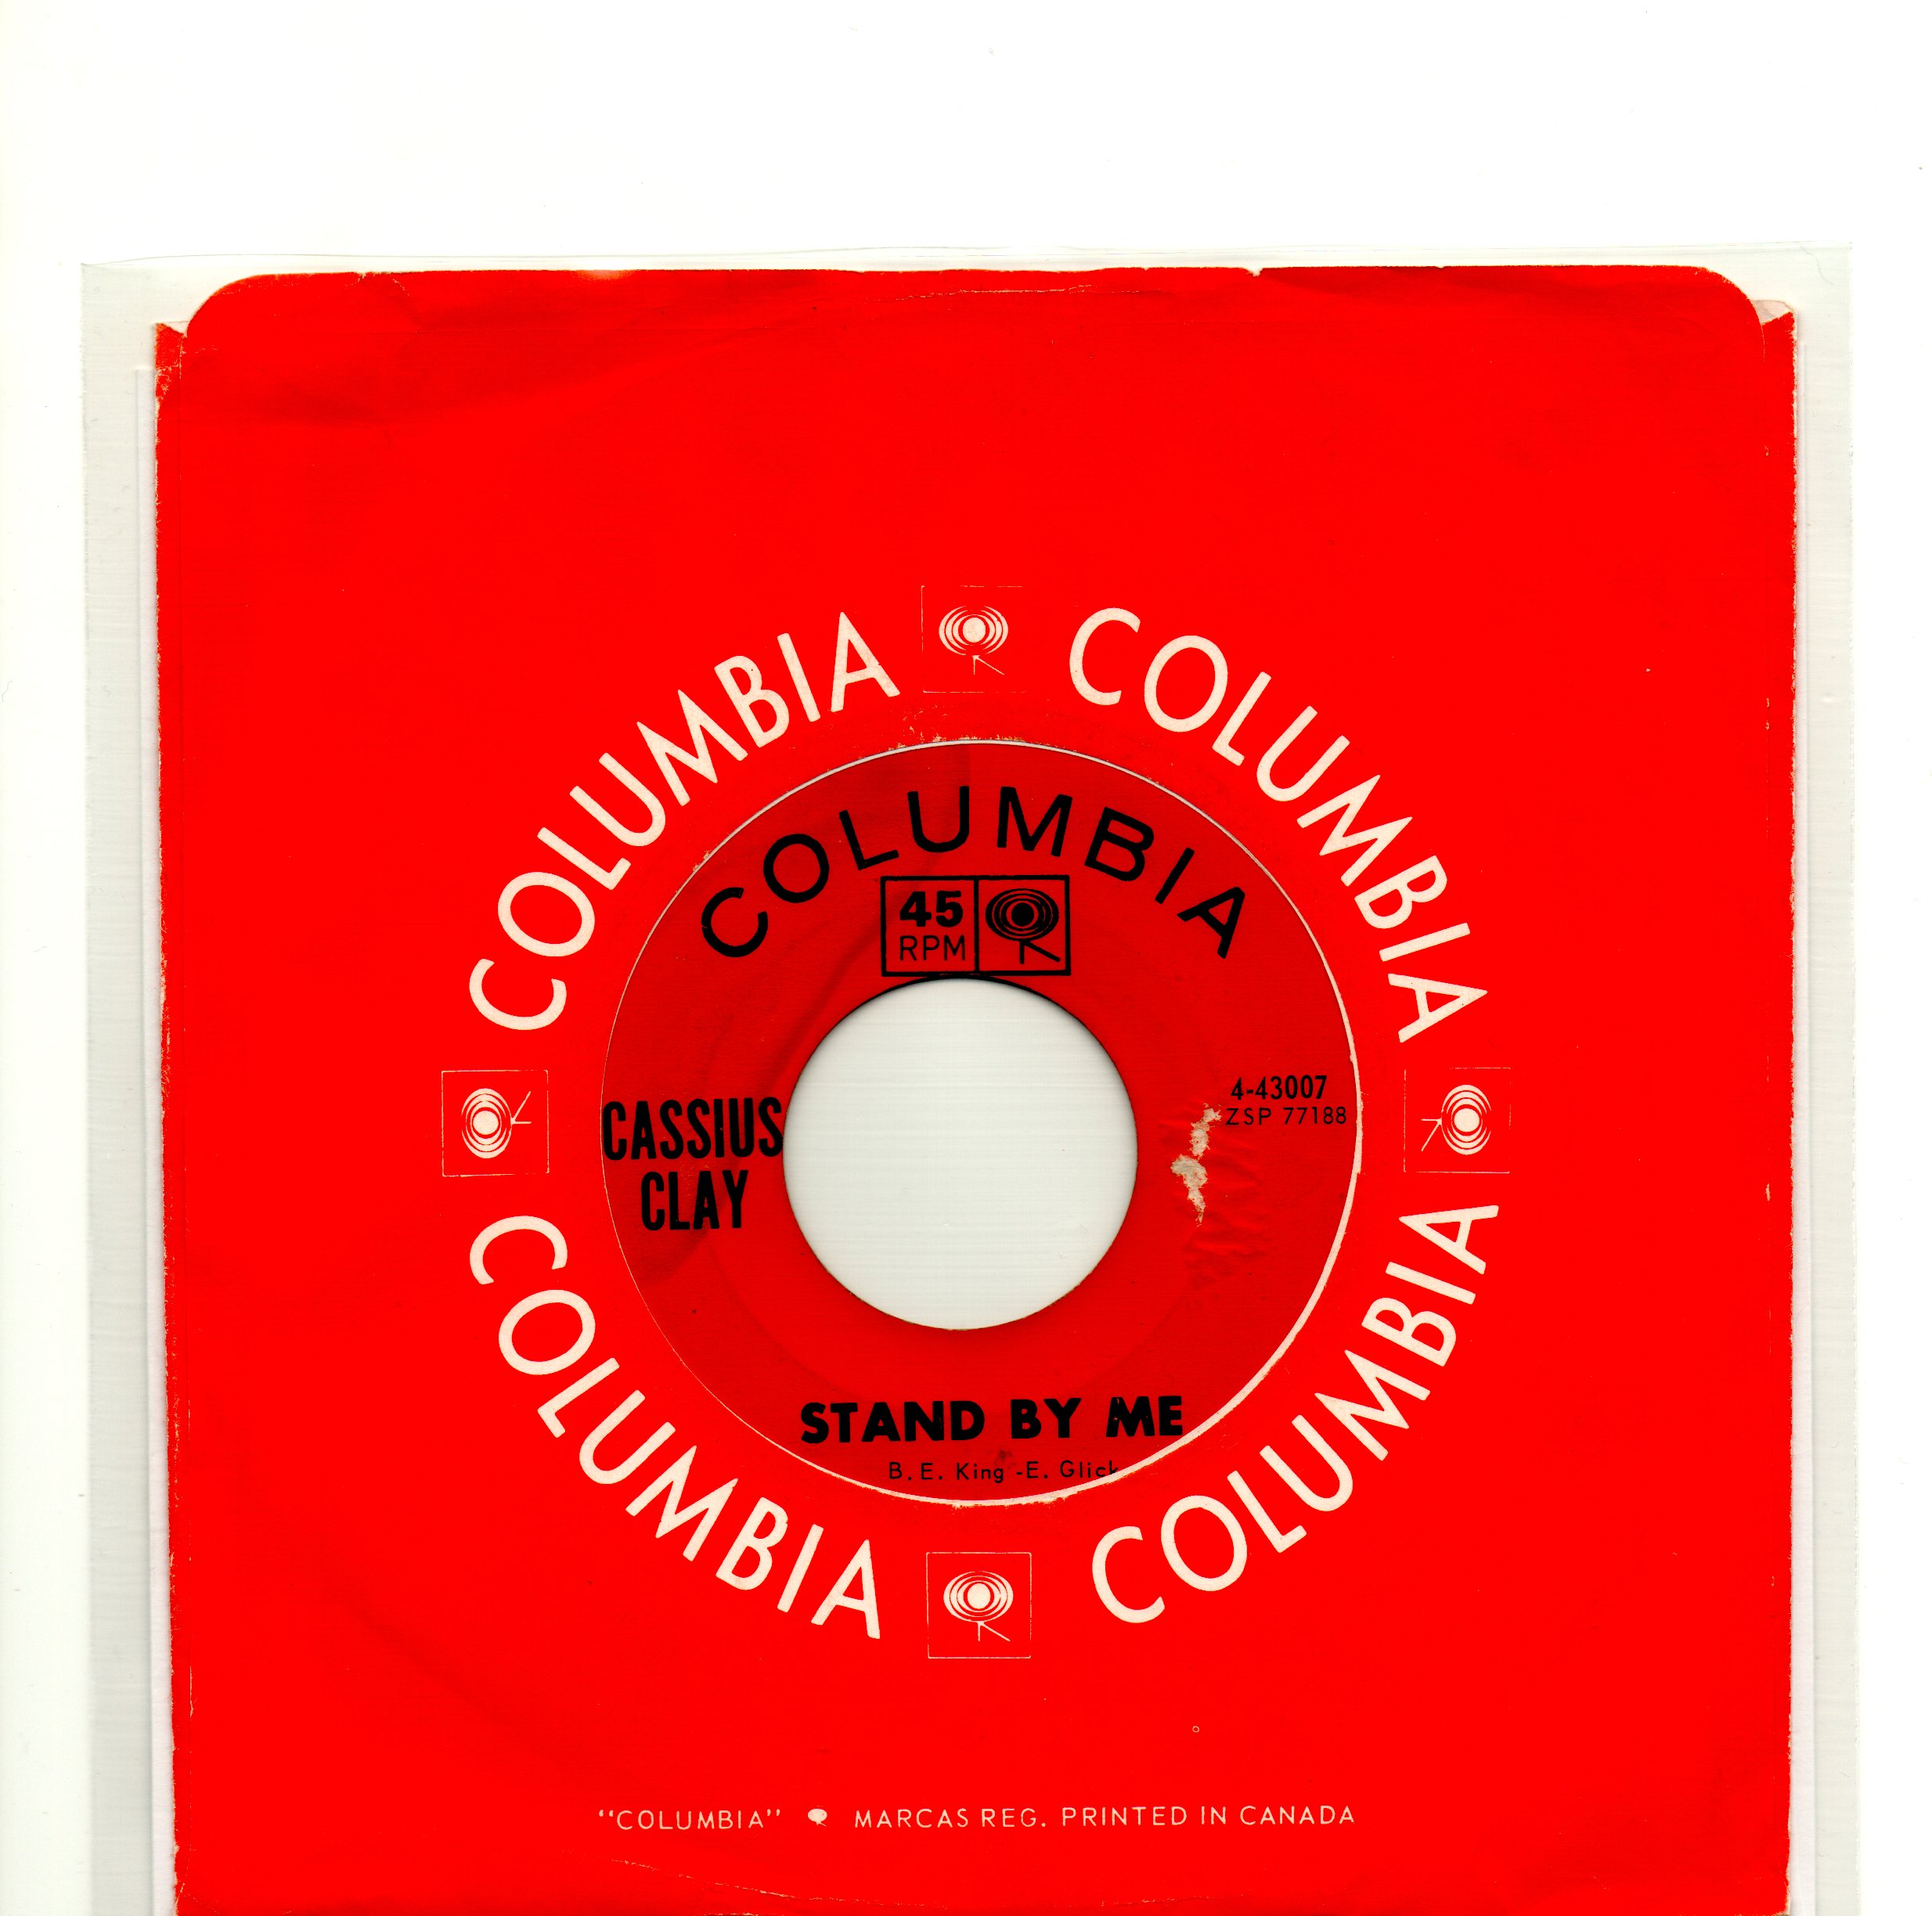 COLUMBIA
COLUMBIA
COLUMBIA
COLUMBIA
COLUMBIA
45
RPM
4-43007
ZSP 77188
CASSIUS
CLAY
STAND BY ME
B. E. King -E. Glick
"COLUMBIA" MARCAS REG. PRINTED IN CANADA